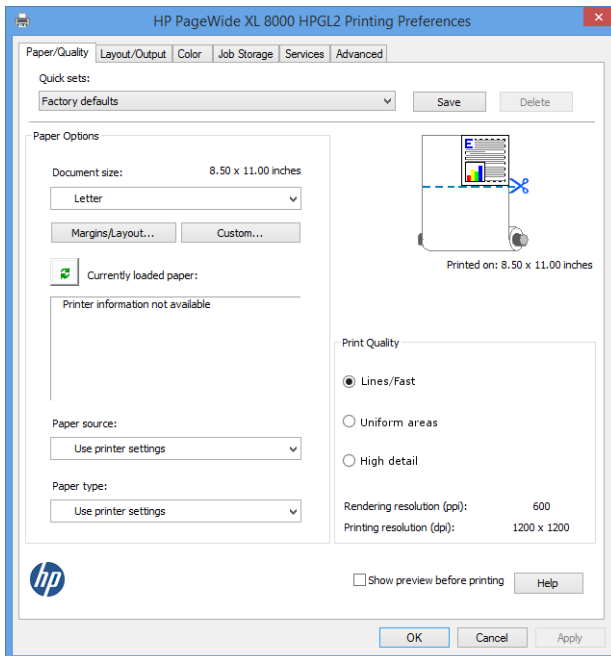 HP PageWide XL 8000 HPGL2 Printing Preferences
Paper/Quality Layout/Output Color Job Storage Services Advanced
Quick sets:
Factory defaults Save Delete
Paper Options
Document size: 8.50 x 11.00 inches
Letter
Margins/Layout... Custom...
Currently loaded paper:
Printer information not available
Paper source:
Use printer settings
Paper type:
Use printer settings
E
Printed on: 8.50 x 11.00 inches
Print Quality
Lines/Fast
Uniform areas
High detail
Rendering resolution (ppi): 600
Printing resolution (dpi): 1200 x 1200
hp
Show preview before printing Help
OK Cancel Apply